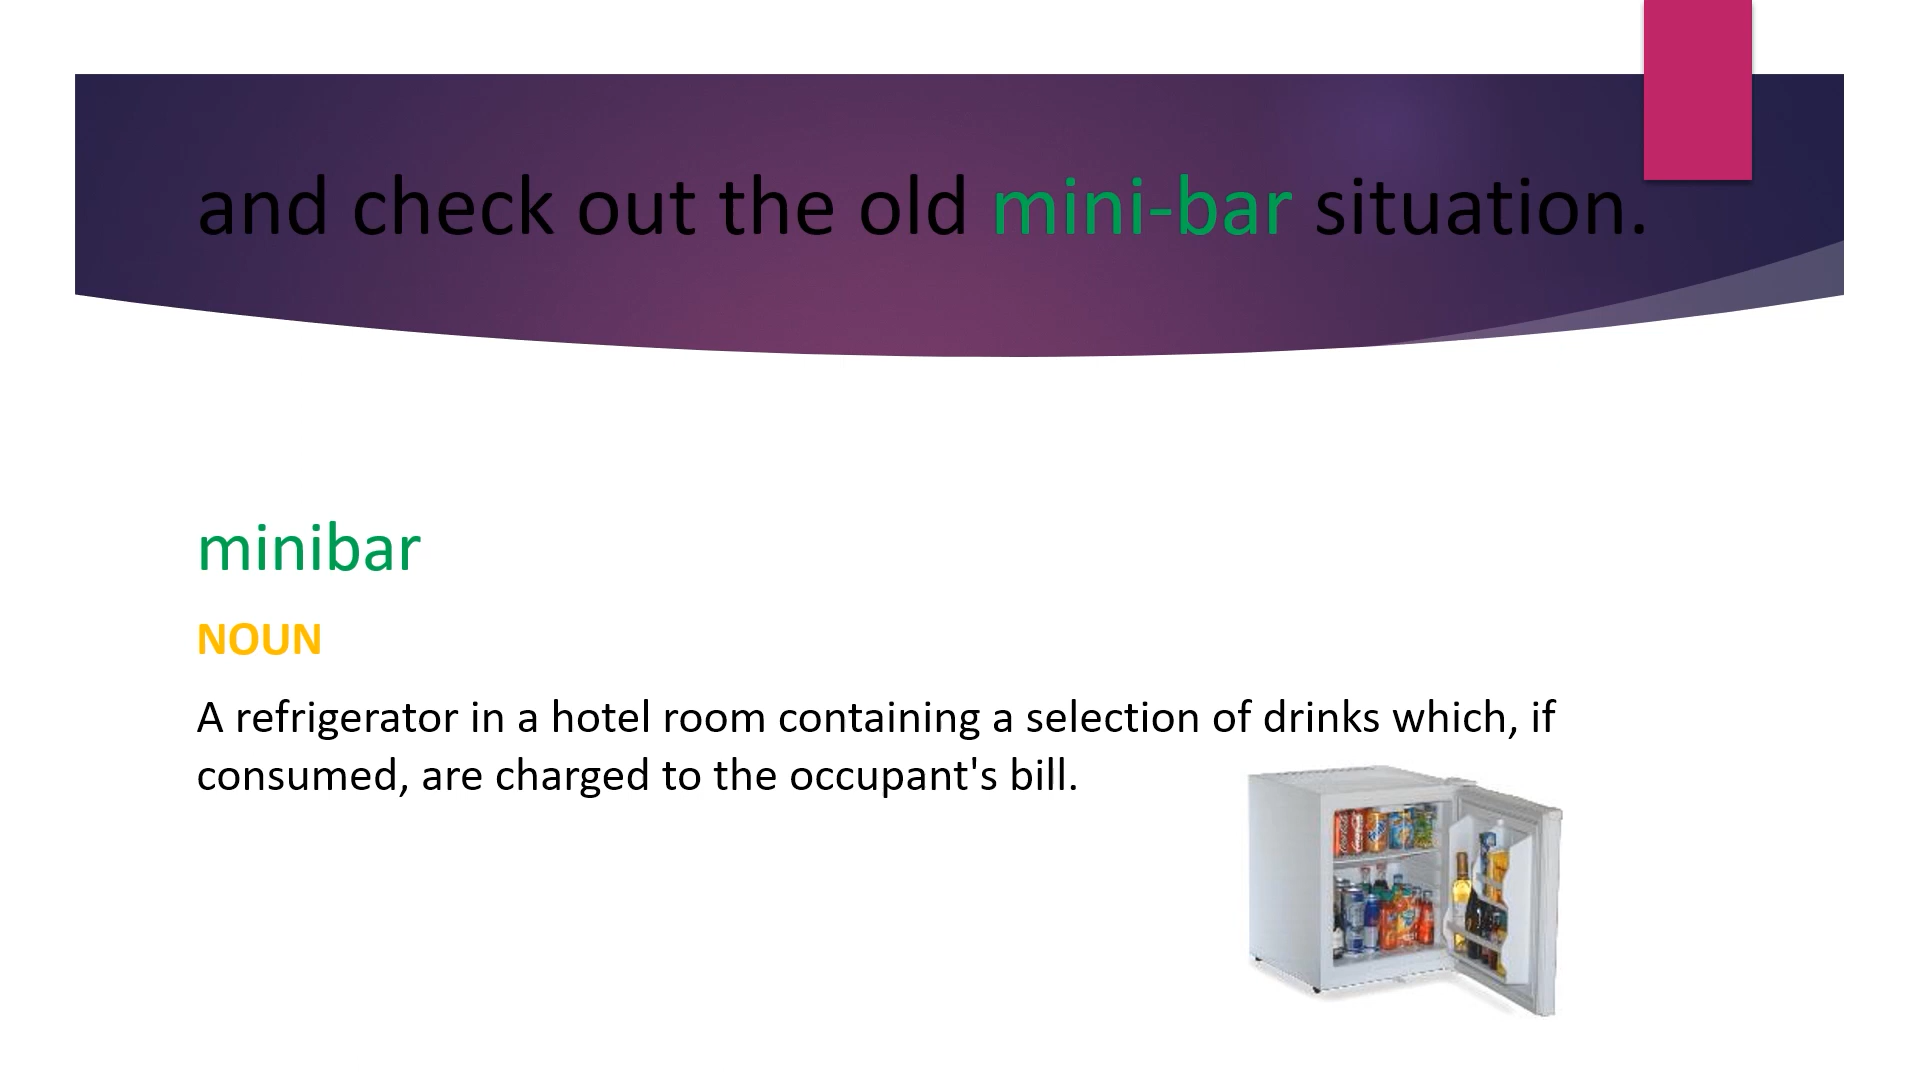 and check out the old mini-bar situation.
minibar
NOUN
A refrigerator in a hotel room containing a selection of drinks which, if
consumed, are charged to the occupant's bill.